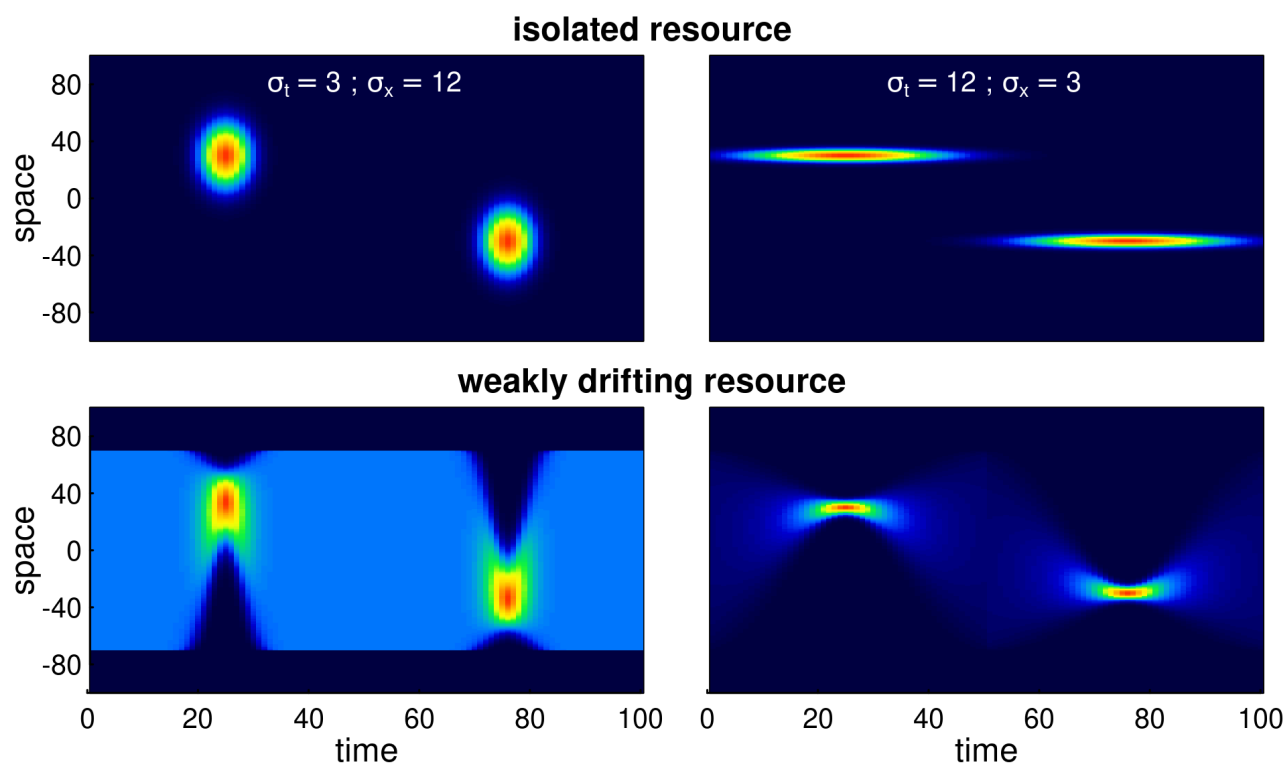 isolated resource
σt = 3 ; σx = 12
σt = 12 ; σx = 3
80
40
0
-40
-80
space
weakly drifting resource
80
40
0
-40
-80
space
0 20 40 60 80 100
time
0 20 40 60 80 100
time